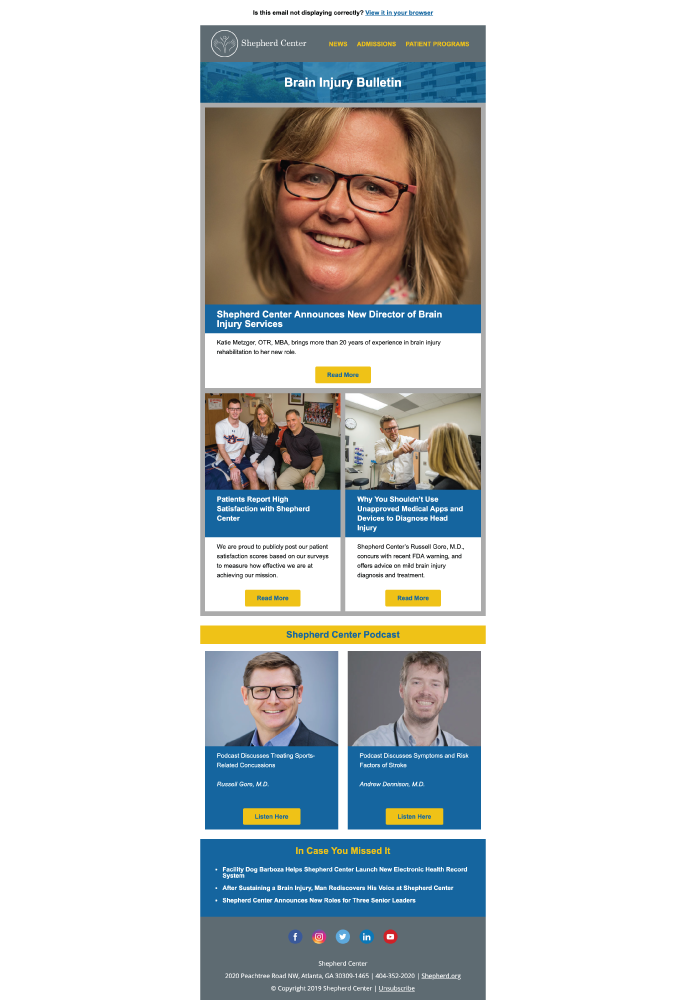 Is this email not displaying correctly? View it in your browser
Shepherd Center
NEWS ADMISSIONS PATIENT PROGRAMS
Brain Injury Bulletin
Shepherd Center Announces New Director of Brain
Injury Services
Katie Metzger, OTR, MBA, brings more than 20 years of experience in brain injury
rehabilitation to her new role.
Read More
Patients Report High
Satisfaction with Shepherd
Center
We are proud to publicly post our patient
satisfaction scores based on our surveys
to measure how effective we are at
achieving our mission.
Read More
Why You Shouldn't Use
Unapproved Medical Apps and
Devices to Diagnose Head
Injury
Shepherd Center's Russell Gore, M.D.,
concurs with recent FDA warning, and
offers advice on mild brain injury
diagnosis and treatment.
Read More
Shepherd Center Podcast
Podcast Discusses Treating Sports-
Related Concussions
Russell Gore, M.D.
Listen Here
Podcast Discusses Symptoms and Risk
Factors of Stroke
Andrew Dennison, M.D.
Listen Here
In Case You Missed It
• Facility Dog Barboza Helps Shepherd Center Launch New Electronic Health Record
System
• After Sustaining a Brain Injury, Man Rediscovers His Voice at Shepherd Center
• Shepherd Center Announces New Roles for Three Senior Leaders
Shepherd Center
2020 Peachtree Road NW, Atlanta, GA 30309-1465 | 404-352-2020 | Shepherd.org
© Copyright 2019 Shepherd Center | Unsubscribe